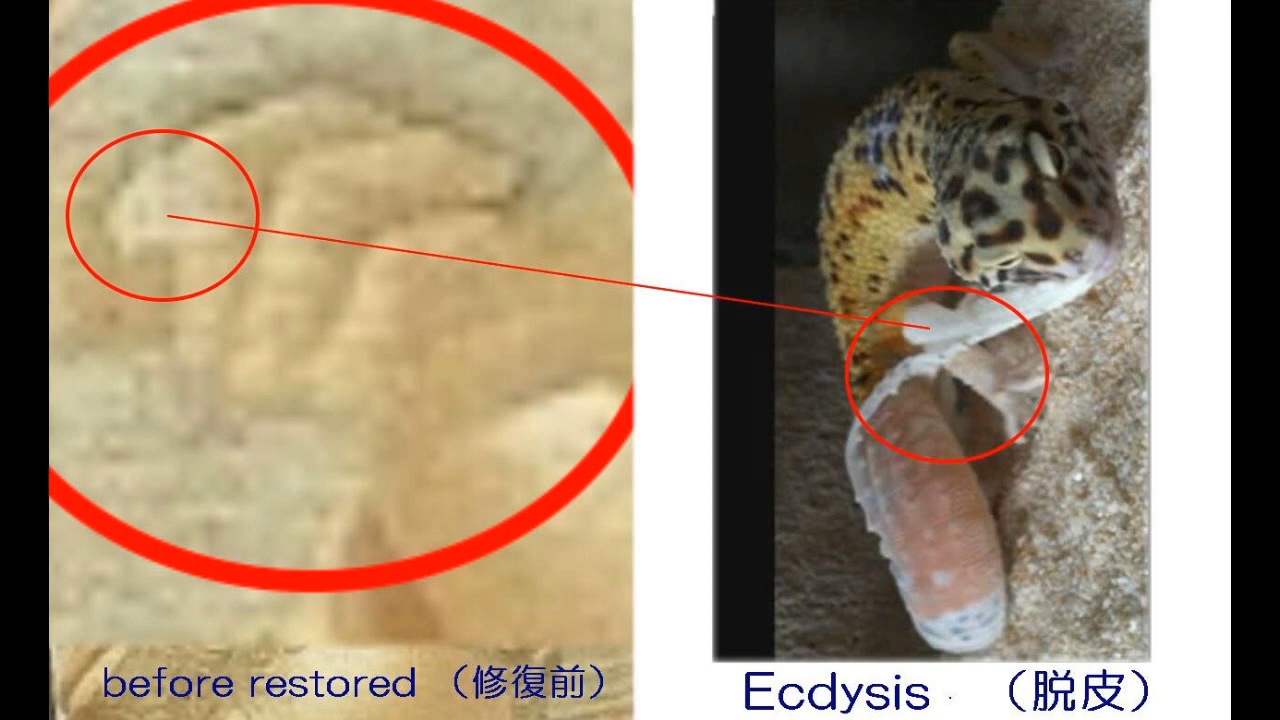 before restored （修復前）
Ecdysis （脱皮）